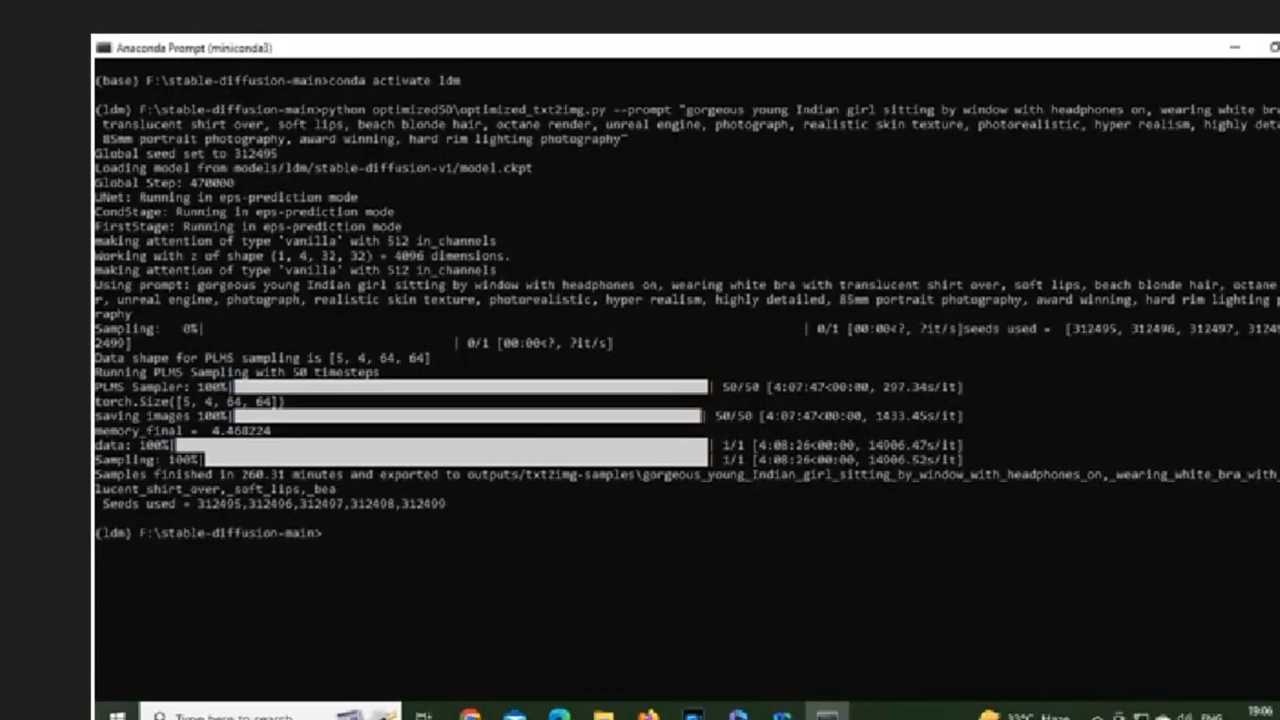 Anaconda Prompt (miniconda3)
(base) F:\stable-diffusion-main>conda activate ldm
(ldm) F:\stable-diffusion-main>python optimizedSD\optimized_txt2img.py --prompt "gorgeous young Indian girl sitting by window with headphones on, wearing white bra
translucent shirt over, soft lips, beach blonde hair, octane render, unreal engine, photograph, realistic skin texture, photorealistic, hyper realism, highly deta
85mm portrait photography, award winning, hard rim lighting photography"
Global seed set to 312495
Loading model from models/ldm/stable-diffusion-v1/model.ckpt
Global Step: 470000
UNet: Running in eps-prediction mode
CondStage: Running in eps-prediction mode
FirstStage: Running in eps-prediction mode
making attention of type 'vanilla' with 512 in_channels
Working with z of shape (1, 4, 32, 32) = 4096 dimensions.
making attention of type 'vanilla' with 512 in_channels
Using prompt: gorgeous young Indian girl sitting by window with headphones on, wearing white bra with translucent shirt over, soft lips, beach blonde hair, octane
r, unreal engine, photograph, realistic skin texture, photorealistic, hyper realism, highly detailed, 85mm portrait photography, award winning, hard rim lighting p
raphy
Sampling: 0%| | 0/1 [00:00<?, ?it/s]seeds used = [312495, 312496, 312497, 3124
2499] | 0/1 [00:00<?, ?it/s]
Data shape for PLMS sampling is [5, 4, 64, 64]
Running PLMS Sampling with 50 timesteps
PLMS Sampler: 100%| | 50/50 [4:07:47<00:00, 297.34s/it]
torch.Size([5, 4, 64, 64])
saving images 100%| | 50/50 [4:07:47<00:00, 1433.45s/it]
memory_final = 4.468224
data: 100%| | 1/1 [4:08:26<00:00, 14906.47s/it]
Sampling: 100%| | 1/1 [4:08:26<00:00, 14906.52s/it]
Samples finished in 260.31 minutes and exported to outputs/txt2img-samples\gorgeous_young_Indian_girl_sitting_by_window_with_headphones_on,_wearing_white_bra_with_
lucent_shirt_over,_soft_lips,_bea
Seeds used = 312495,312496,312497,312498,312499
(ldm) F:\stable-diffusion-main>
Type here to search
33°C Haze
ENG
19:06